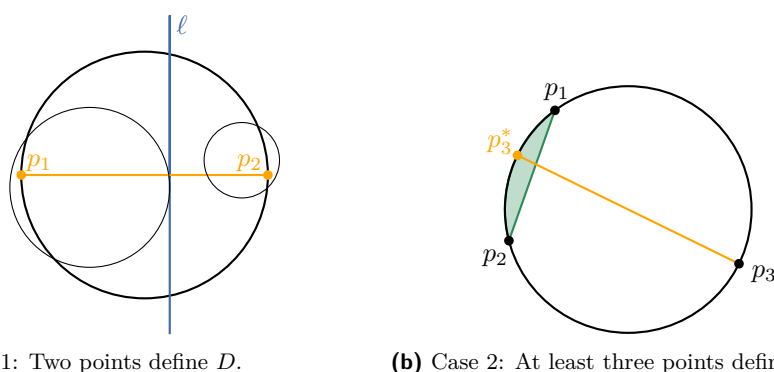 ℓ
p₁
p₂
p₁
p₃*
p₂
p₃
1: Two points define D.
(b) Case 2: At least three points defin